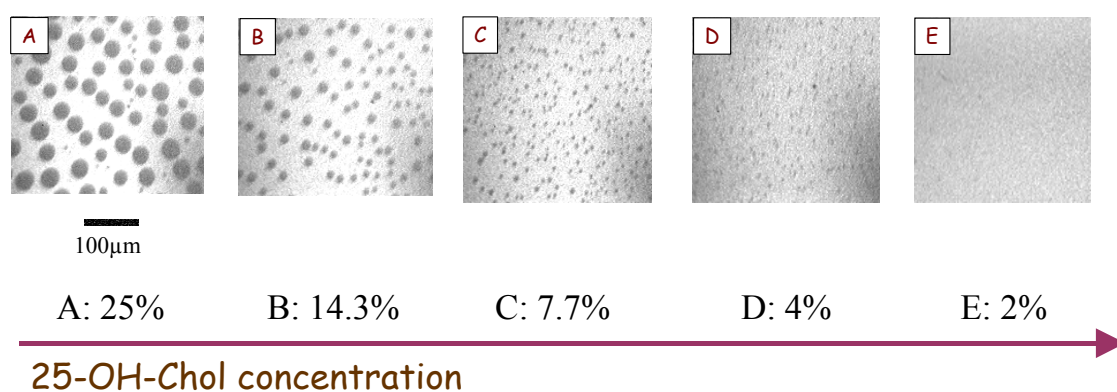 A
B
C
D
E
100µm
A: 25%
B: 14.3%
C: 7.7%
D: 4%
E: 2%
25-OH-Chol concentration